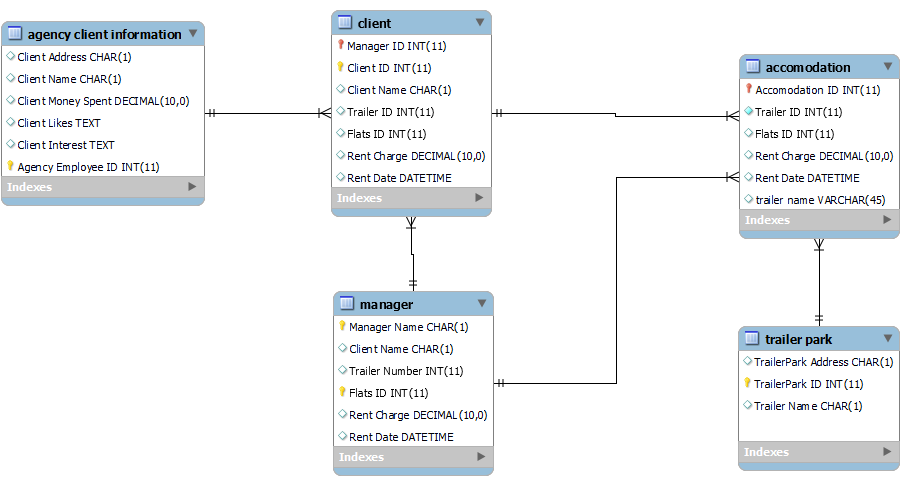 agency client information
Client Address CHAR(1)
Client Name CHAR(1)
Client Money Spent DECIMAL(10,0)
Client Likes TEXT
Client Interest TEXT
Agency Employee ID INT(11)
Indexes
client
Manager ID INT(11)
Client ID INT(11)
Client Name CHAR(1)
Trailer ID INT(11)
Flats ID INT(11)
Rent Charge DECIMAL(10,0)
Rent Date DATETIME
Indexes
accomodation
Accomodation ID INT(11)
Trailer ID INT(11)
Flats ID INT(11)
Rent Charge DECIMAL(10,0)
Rent Date DATETIME
trailer name VARCHAR(45)
Indexes
manager
Manager Name CHAR(1)
Client Name CHAR(1)
Trailer Number INT(11)
Flats ID INT(11)
Rent Charge DECIMAL(10,0)
Rent Date DATETIME
Indexes
trailer park
TrailerPark Address CHAR(1)
TrailerPark ID INT(11)
Trailer Name CHAR(1)
Indexes